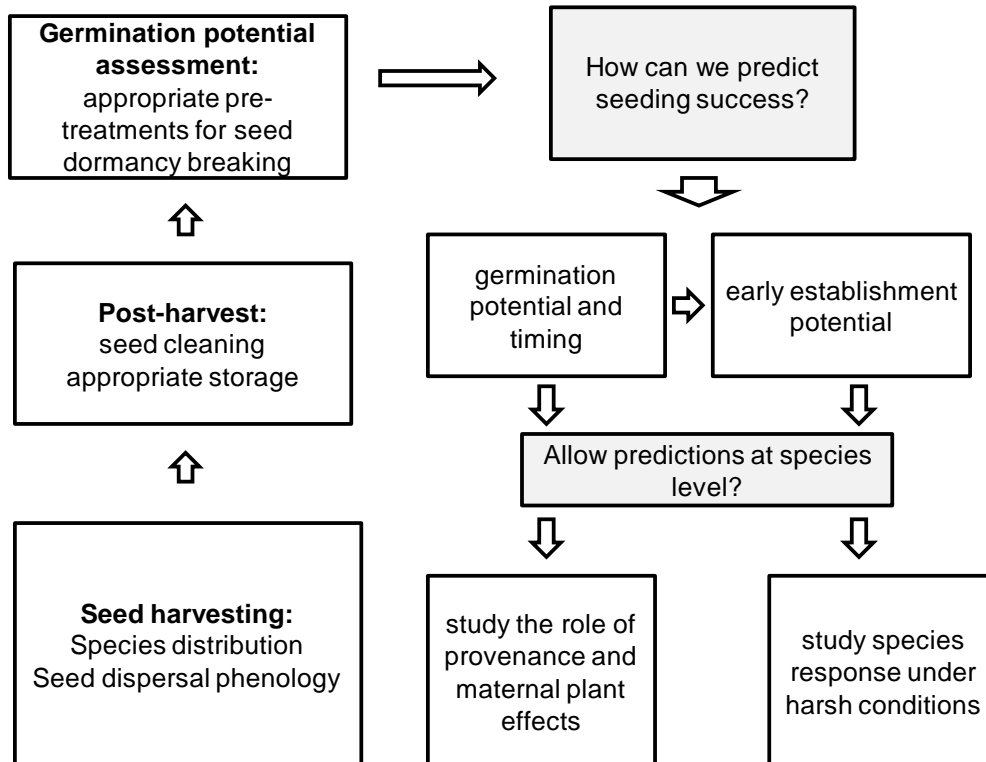 Germination potential
assessment:
appropriate pre-
treatments for seed
dormancy breaking
How can we predict
seeding success?
Post-harvest:
seed cleaning
appropriate storage
germination
potential and
timing
early establishment
potential
Allow predictions at species
level?
Seed harvesting:
Species distribution
Seed dispersal phenology
study the role of
provenance and
maternal plant
effects
study species
response under
harsh conditions